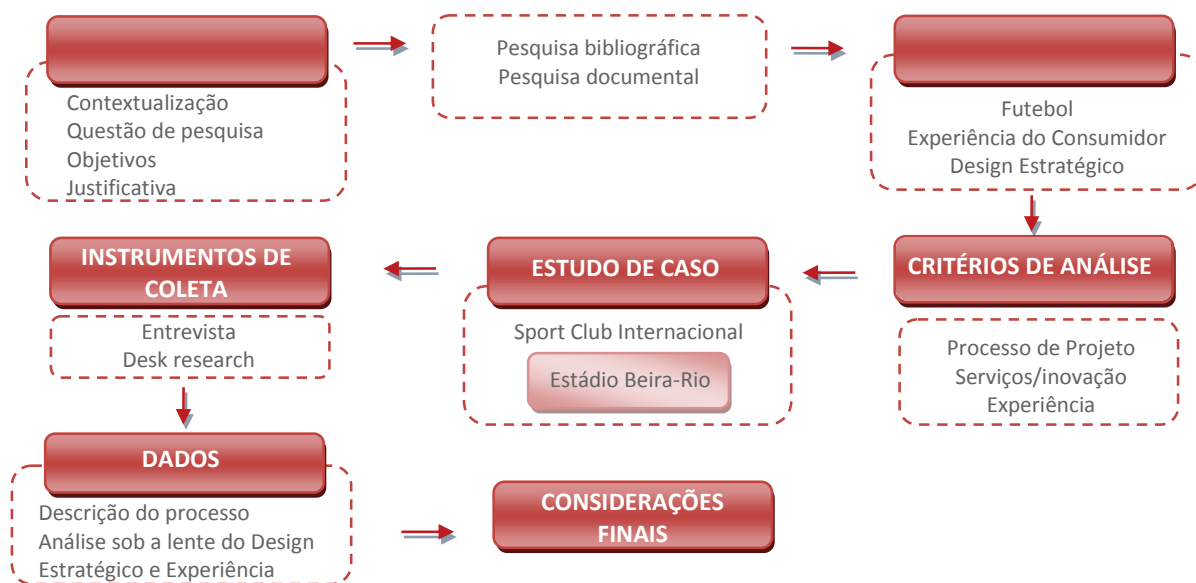 Contextualização
Questão de pesquisa
Objetivos
Justificativa
Pesquisa bibliográfica
Pesquisa documental
Futebol
Experiência do Consumidor
Design Estratégico
CRITÉRIOS DE ANÁLISE
Processo de Projeto
Serviços/inovação
Experiência
ESTUDO DE CASO
Sport Club Internacional
Estádio Beira-Rio
INSTRUMENTOS DE
COLETA
Entrevista
Desk research
DADOS
Descrição do processo
Análise sob a lente do Design
Estratégico e Experiência
CONSIDERAÇÕES
FINAIS